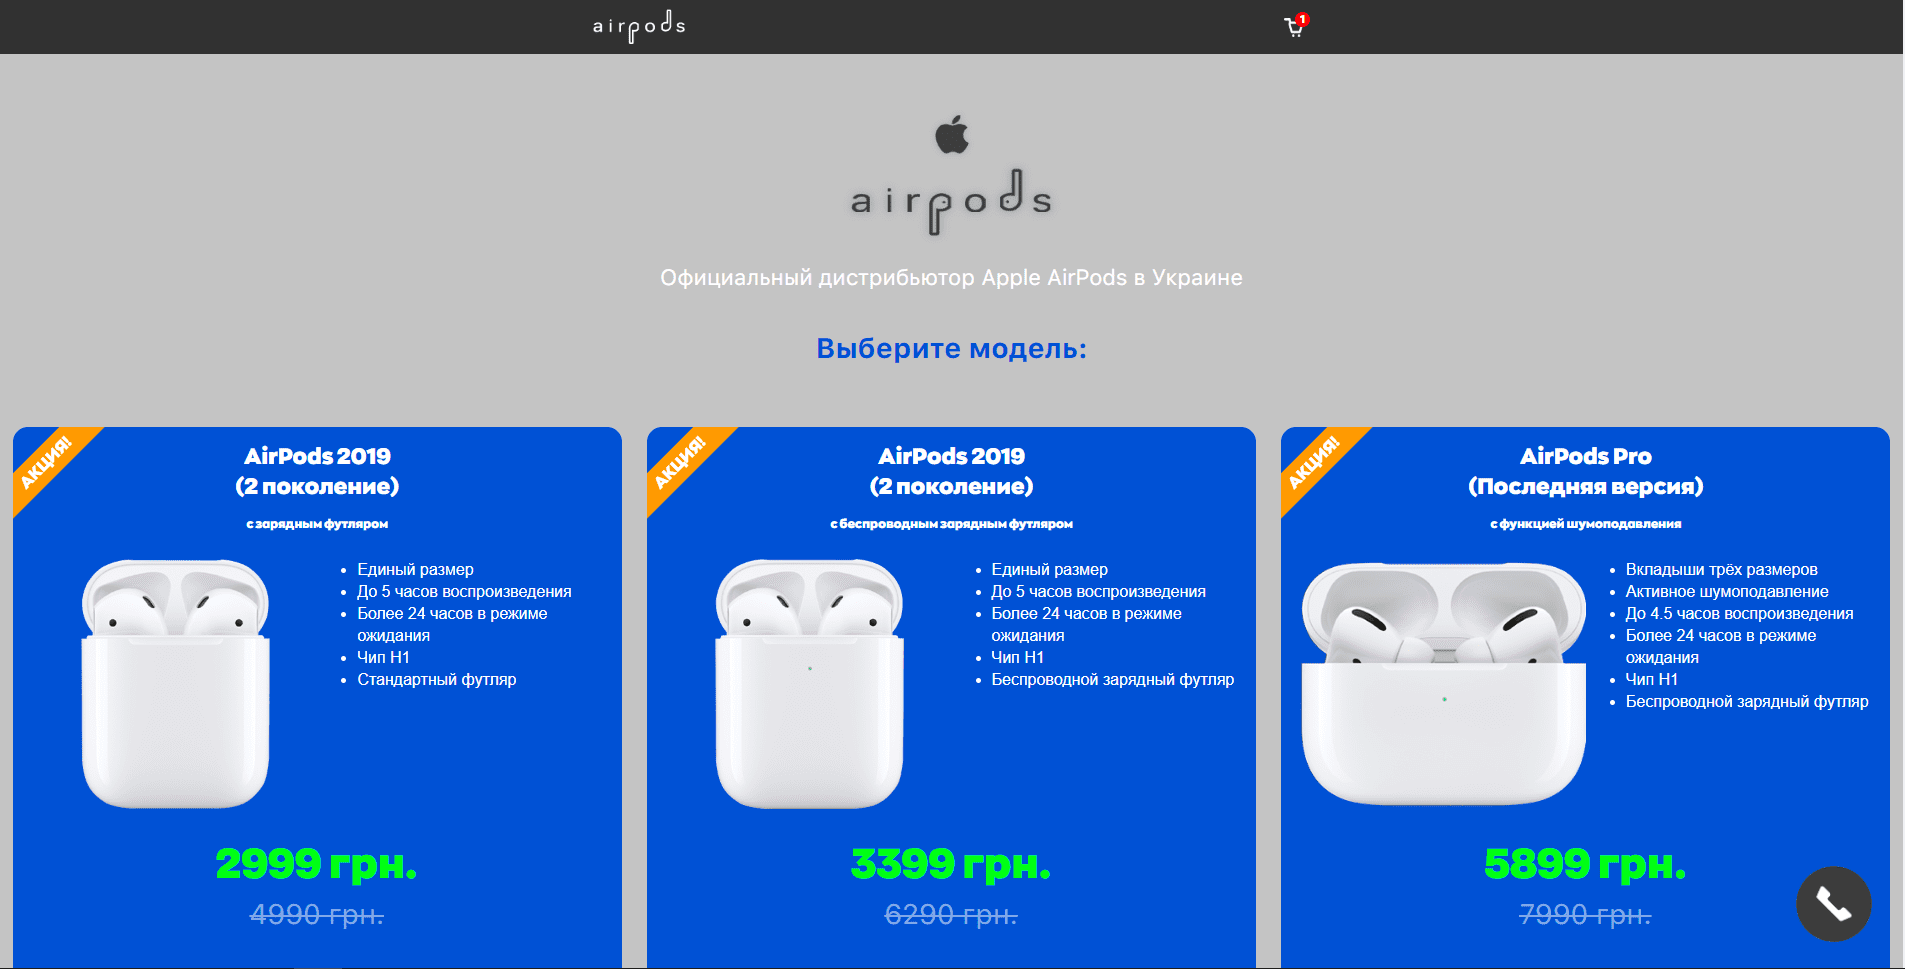 airpods
1
airpods
Официальный дистрибьютор Apple AirPods в Украине
Выберите модель:
АКЦИЯ!
AirPods 2019
(2 поколение)
с зарядным футляром
Единый размер
До 5 часов воспроизведения
Более 24 часов в режиме
ожидания
Чип H1
Стандартный футляр
2999 грн.
4990 грн.
АКЦИЯ!
AirPods 2019
(2 поколение)
с беспроводным зарядным футляром
Единый размер
До 5 часов воспроизведения
Более 24 часов в режиме
ожидания
Чип H1
Беспроводной зарядный футляр
3399 грн.
6290 грн.
АКЦИЯ!
AirPods Pro
(Последняя версия)
с функцией шумоподавления
Вкладыши трёх размеров
Активное шумоподавление
До 4.5 часов воспроизведения
Более 24 часов в режиме
ожидания
Чип H1
Беспроводной зарядный футляр
5899 грн.
7990 грн.